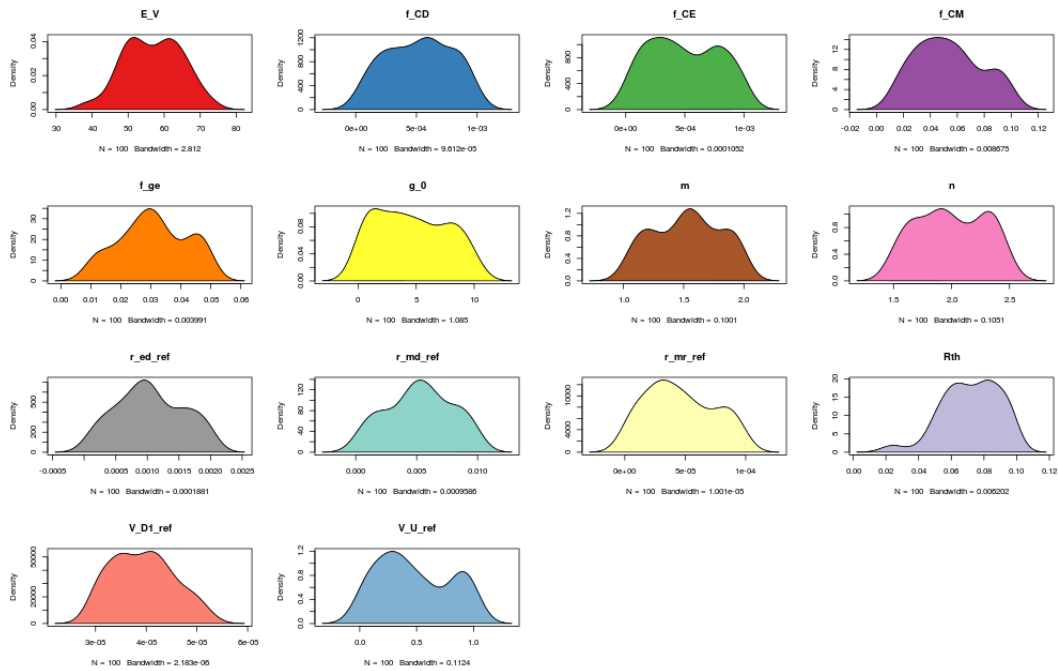 E_V
Density
0.00 0.02 0.04
30 40 50 60 70 80
N = 100 Bandwidth = 2.812
f_CD
Density
0 400 800 1200
0e+00 5e-04 1e-03
N = 100 Bandwidth = 9.612e-05
f_CE
Density
0 400 800
0e+00 5e-04 1e-03
N = 100 Bandwidth = 0.0001052
f_CM
Density
0 4 8 12
-0.02 0.00 0.02 0.04 0.06 0.08 0.10 0.12
N = 100 Bandwidth = 0.008675
f_ge
Density
0 10 20 30
0.00 0.01 0.02 0.03 0.04 0.05 0.06
N = 100 Bandwidth = 0.003991
g_0
Density
0.00 0.04 0.08
0 5 10
N = 100 Bandwidth = 1.085
m
Density
0.0 0.4 0.8 1.2
1.0 1.5 2.0
N = 100 Bandwidth = 0.1001
n
Density
0.0 0.4 0.8
1.5 2.0 2.5
N = 100 Bandwidth = 0.1051
r_ed_ref
Density
0 200 500
-0.0005 0.0005 0.0010 0.0015 0.0020 0.0025
N = 100 Bandwidth = 0.0001881
r_md_ref
Density
0 40 80 120
0.000 0.005 0.010
N = 100 Bandwidth = 0.0009586
r_mr_ref
Density
0 4000 10000
0e+00 5e-05 1e-04
N = 100 Bandwidth = 1.001e-05
Rth
Density
0 5 10 15 20
0.00 0.02 0.04 0.06 0.08 0.10 0.12
N = 100 Bandwidth = 0.006202
V_D1_ref
Density
0 20000 50000
3e-05 4e-05 5e-05 6e-05
N = 100 Bandwidth = 2.183e-06
V_U_ref
Density
0.0 0.4 0.8 1.2
0.0 0.5 1.0
N = 100 Bandwidth = 0.1124